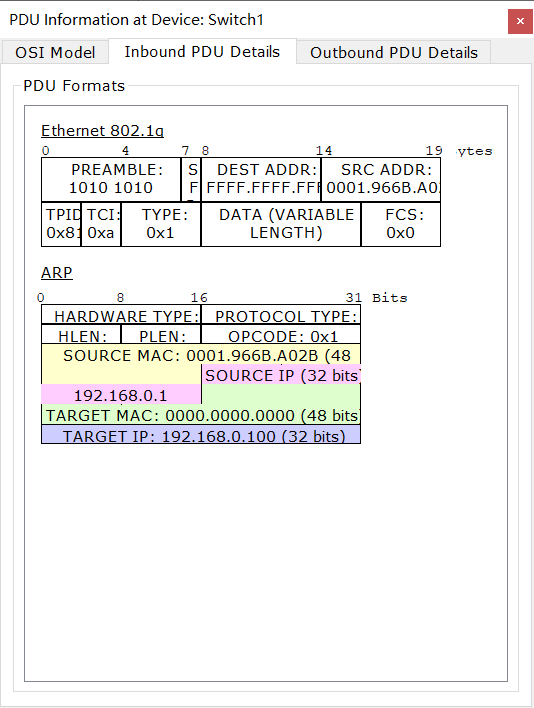 PDU Information at Device: Switch1
OSI Model Inbound PDU Details Outbound PDU Details
PDU Formats
Ethernet 802.1q
0 4 7 8 14 19 ytes
PREAMBLE: S DEST ADDR: SRC ADDR:
1010 1010 F FFFF.FFFF.FFF 0001.966B.A02
TPID TCI: TYPE: DATA (VARIABLE FCS:
0x81 0xa 0x1 LENGTH) 0x0
ARP
0 8 16 31 Bits
HARDWARE TYPE: PROTOCOL TYPE:
HLEN: PLEN: OPCODE: 0x1
SOURCE MAC: 0001.966B.A02B (48
SOURCE IP (32 bits)
192.168.0.1
TARGET MAC: 0000.0000.0000 (48 bits
TARGET IP: 192.168.0.100 (32 bits)